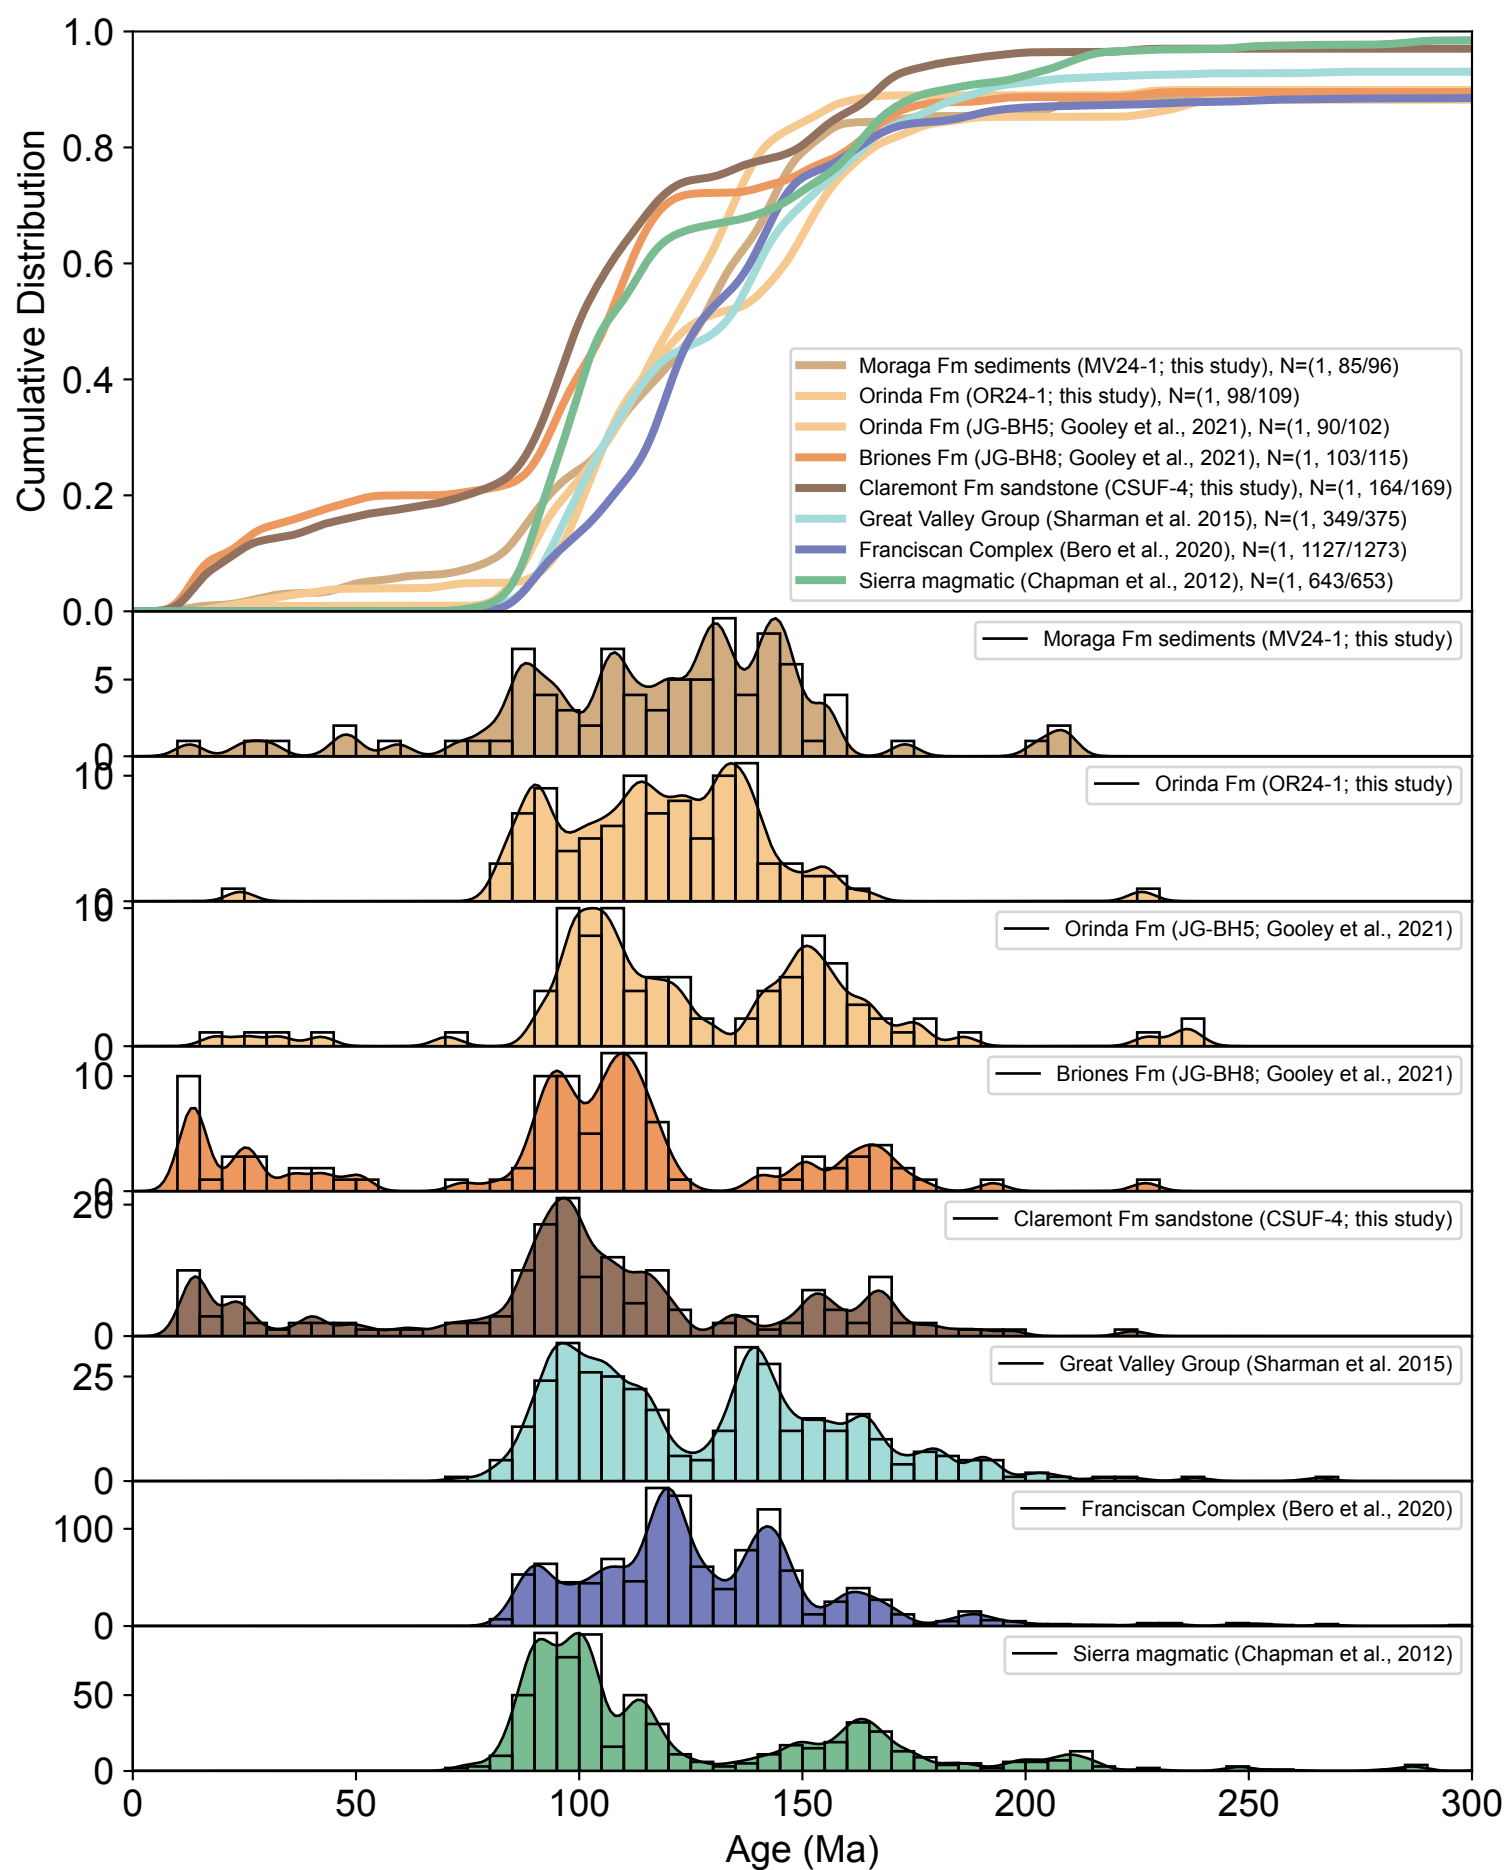 1.0
0.8
0.6
0.4
0.2
0.0
Cumulative Distribution
Moraga Fm sediments (MV24-1; this study), N=(1, 85/96)
Orinda Fm (OR24-1; this study), N=(1, 98/109)
Orinda Fm (JG-BH5; Gooley et al., 2021), N=(1, 90/102)
Briones Fm (JG-BH8; Gooley et al., 2021), N=(1, 103/115)
Claremont Fm sandstone (CSUF-4; this study), N=(1, 164/169)
Great Valley Group (Sharman et al. 2015), N=(1, 349/375)
Franciscan Complex (Bero et al., 2020), N=(1, 1127/1273)
Sierra magmatic (Chapman et al., 2012), N=(1, 643/653)
Moraga Fm sediments (MV24-1; this study)
5
0
10
Orinda Fm (OR24-1; this study)
0
10
Orinda Fm (JG-BH5; Gooley et al., 2021)
0
10
Briones Fm (JG-BH8; Gooley et al., 2021)
0
20
Claremont Fm sandstone (CSUF-4; this study)
0
Great Valley Group (Sharman et al. 2015)
25
0
Franciscan Complex (Bero et al., 2020)
100
0
Sierra magmatic (Chapman et al., 2012)
50
0
0 50 100 150 200 250 300
Age (Ma)